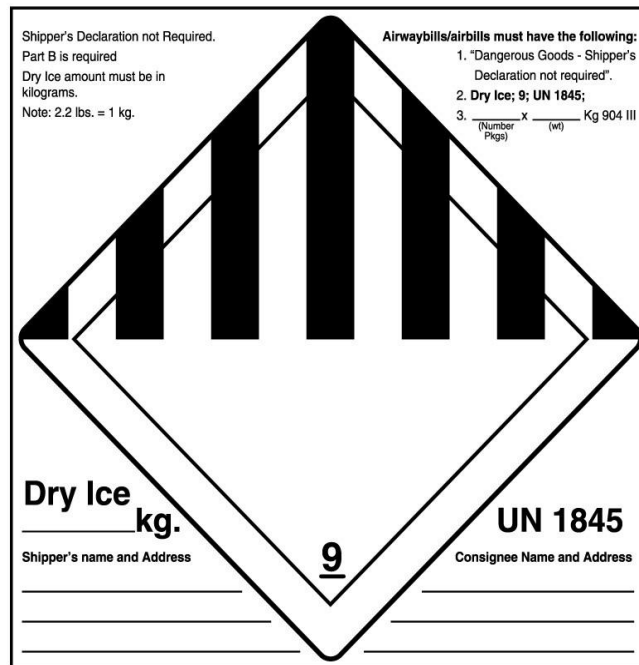 Shipper's Declaration not Required.
Part B is required
Dry Ice amount must be in
kilograms.
Note: 2.2 lbs. = 1 kg.
Airwaybills/airbills must have the following:
1. “Dangerous Goods - Shipper's
Declaration not required”.
2. Dry Ice; 9; UN 1845;
3. ______ x ______ Kg 904 III
(Number
Pkgs)
(wt)
Dry Ice
______kg.
UN 1845
Shipper's name and Address
9
Consignee Name and Address